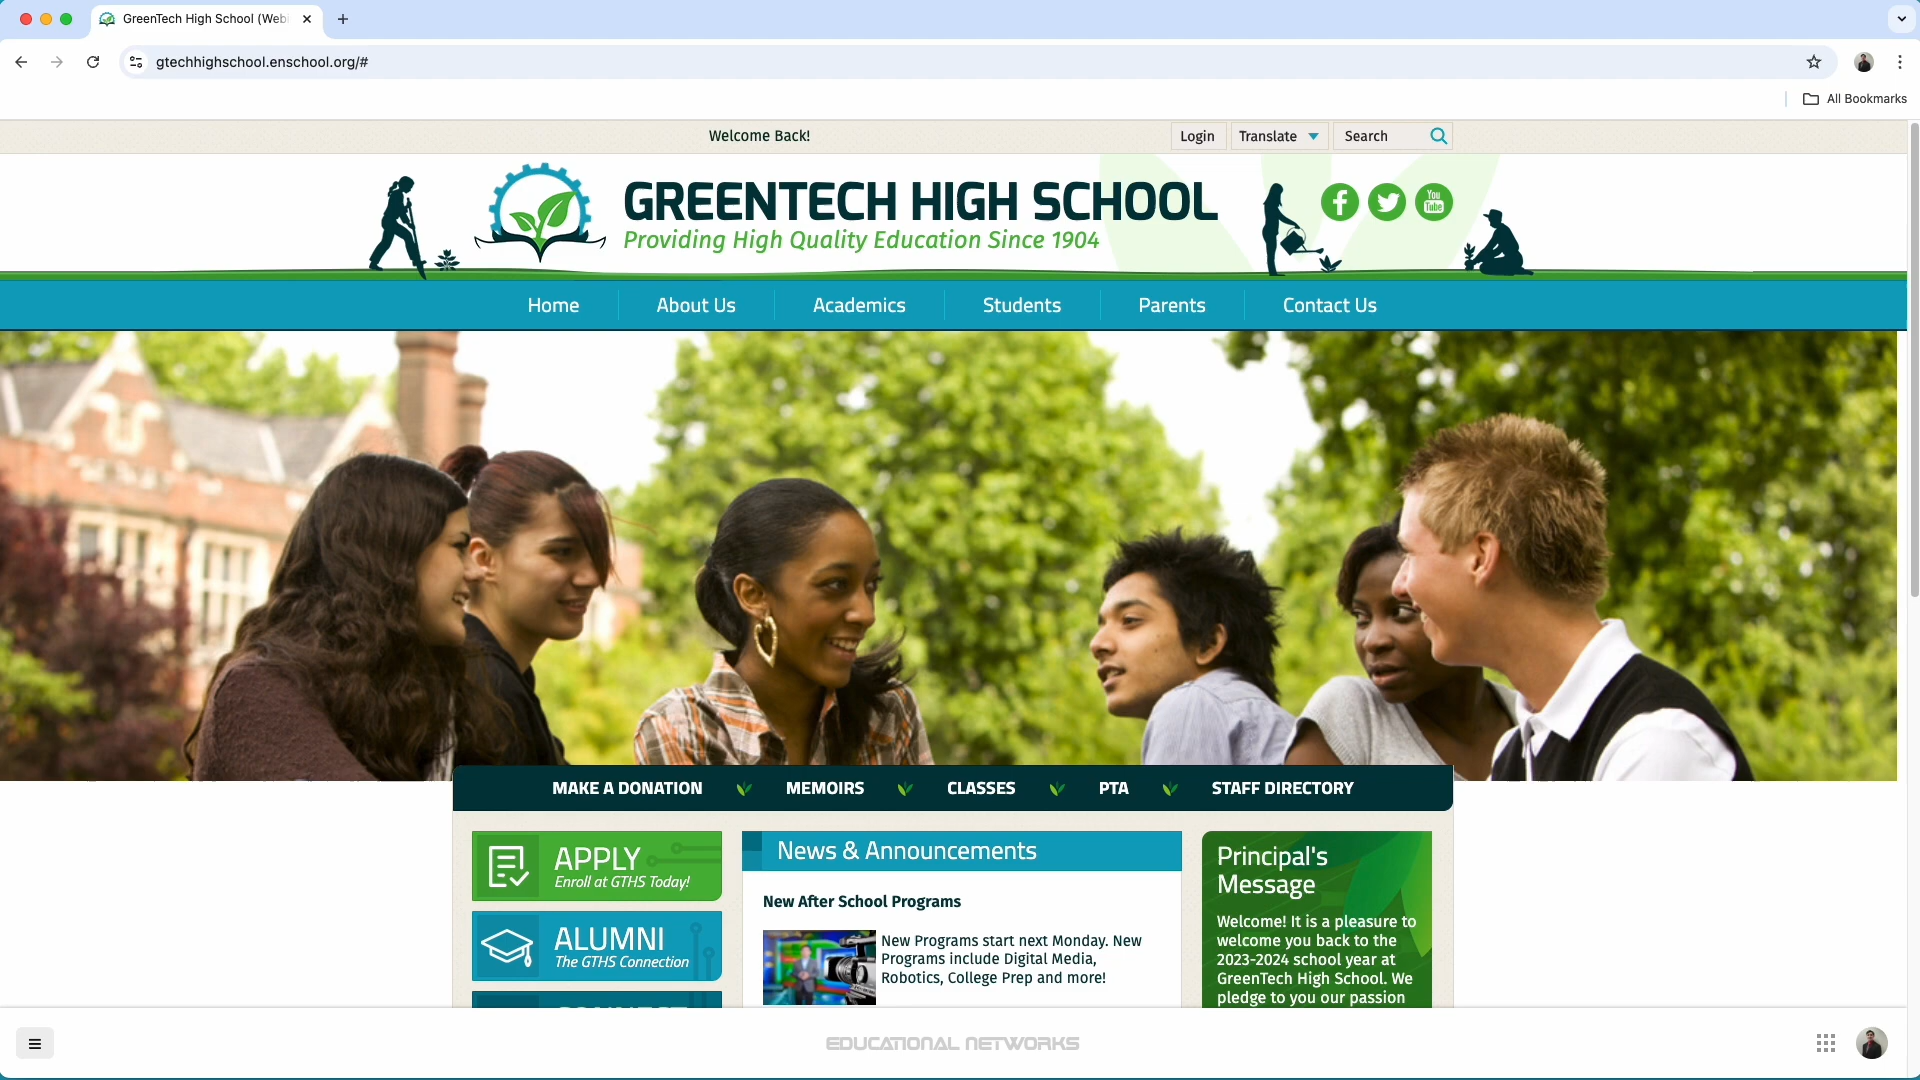 GreenTech High School (Web
gtechhighschool.enschool.org/#
All Bookmarks
Welcome Back!
Login
Translate
Search
GREENTECH HIGH SCHOOL
Providing High Quality Education Since 1904
You
Tube
Home
About Us
Academics
Students
Parents
Contact Us
MAKE A DONATION
MEMOIRS
CLASSES
PTA
STAFF DIRECTORY
APPLY
Enroll at GTHS Today!
ALUMNI
The GTHS Connection
News & Announcements
New After School Programs
New Programs start next Monday. New
Programs include Digital Media,
Robotics, College Prep and more!
Principal's
Message
Welcome! It is a pleasure to
welcome you back to the
2023-2024 school year at
GreenTech High School. We
pledge to you our passion
EDUCATIONAL NETWORKS